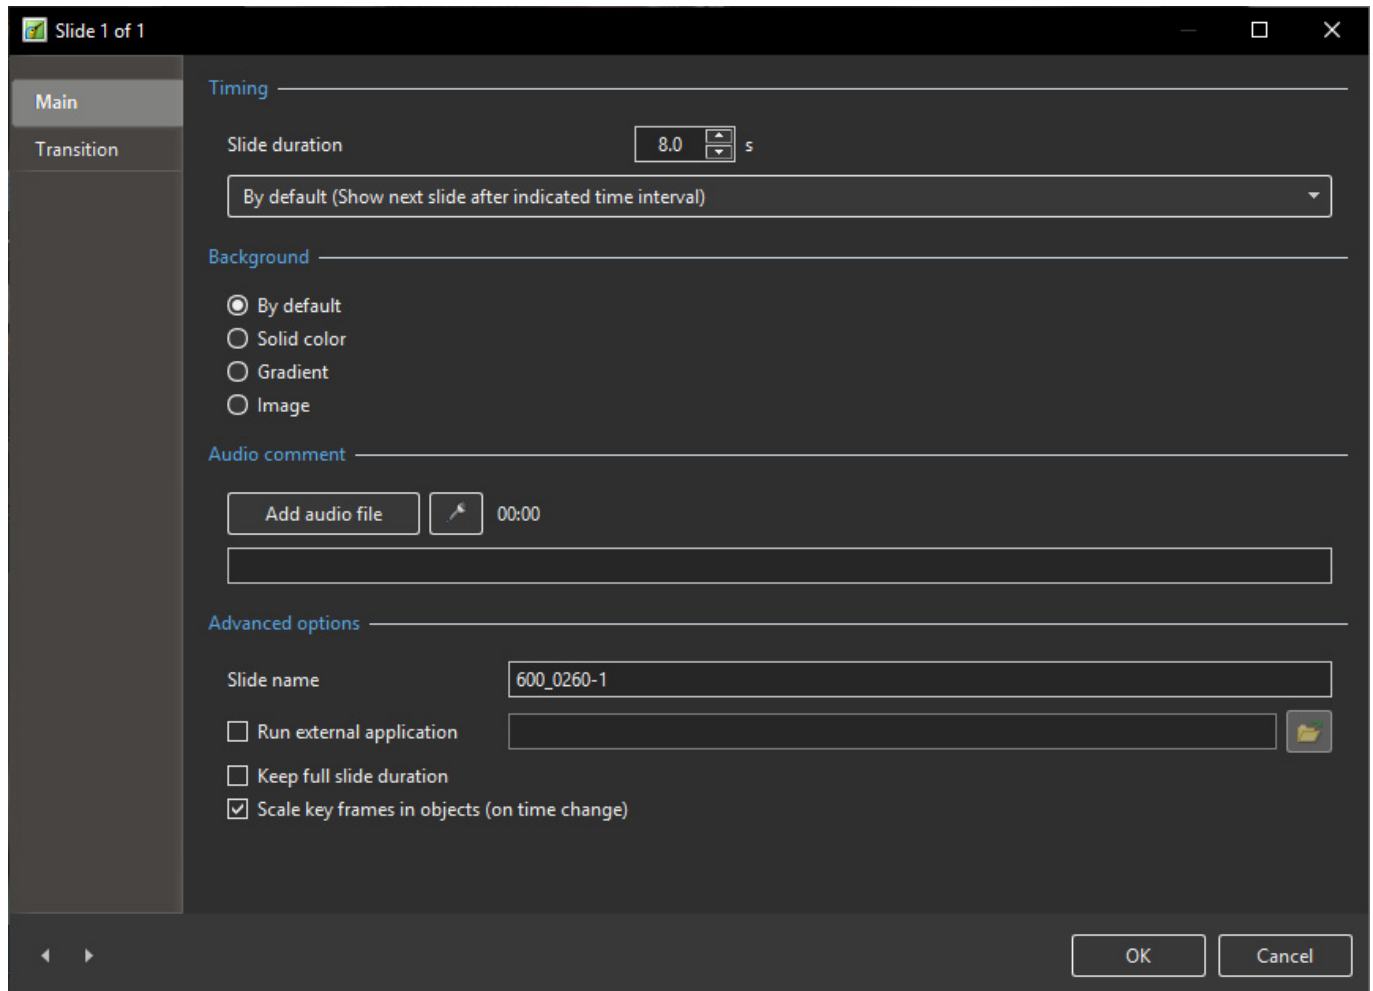 Slide 1 of 1
Main
Transition
Timing
Slide duration 8.0 s
By default (Show next slide after indicated time interval)
Background
By default
Solid color
Gradient
Image
Audio comment
Add audio file 00:00
Advanced options
Slide name 600_0260-1
Run external application
Keep full slide duration
Scale key frames in objects (on time change)
OK Cancel